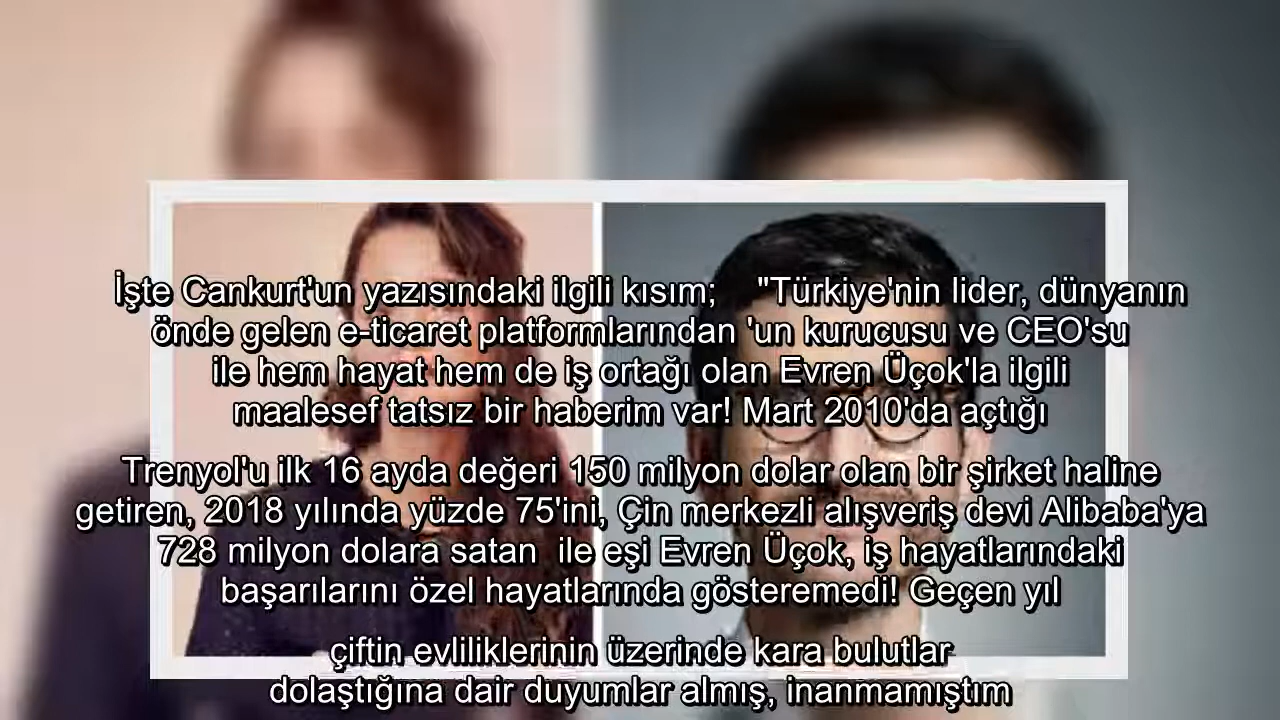 İşte Cankurt'un yazısındaki ilgili kısım; "Türkiye'nin lider, dünyanın
önde gelen e-ticaret platformlarından 'un kurucusu ve CEO'su
ile hem hayat hem de iş ortağı olan Evren Üçok'la ilgili
maalesef tatsız bir haberim var! Mart 2010'da açtığı
Trenyol'u ilk 16 ayda değeri 150 milyon dolar olan bir şirket haline
getiren, 2018 yılında yüzde 75'ini, Çin merkezli alışveriş devi Alibaba'ya
728 milyon dolara satan ile eşi Evren Üçok, iş hayatlarındaki
başarılarını özel hayatlarında gösteremedi! Geçen yıl
çiftin evliliklerinin üzerinde kara bulutlar
dolaştığına dair duyumlar almış, inanmamıştım